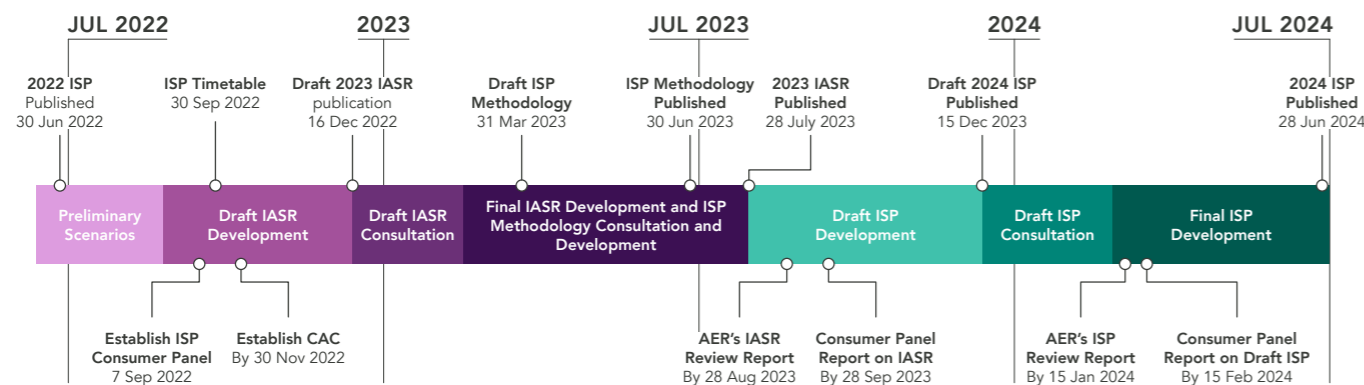 JUL 2022
2023
JUL 2023
2024
JUL 2024
2022 ISP
Published
30 Jun 2022
ISP Timetable
30 Sep 2022
Draft 2023 IASR
publication
16 Dec 2022
Draft ISP
Methodology
31 Mar 2023
ISP Methodology
Published
30 Jun 2023
2023 IASR
Published
28 July 2023
Draft 2024 ISP
Published
15 Dec 2023
2024 ISP
Published
28 Jun 2024
Preliminary
Scenarios
Draft IASR
Development
Draft IASR
Consultation
Final IASR Development and ISP
Methodology Consultation and
Development
Draft ISP
Development
Draft ISP
Consultation
Final ISP
Development
Establish ISP
Consumer Panel
7 Sep 2022
Establish CAC
By 30 Nov 2022
AER's IASR
Review Report
By 28 Aug 2023
Consumer Panel
Report on IASR
By 28 Sep 2023
AER's ISP
Review Report
By 15 Jan 2024
Consumer Panel
Report on Draft ISP
By 15 Feb 2024